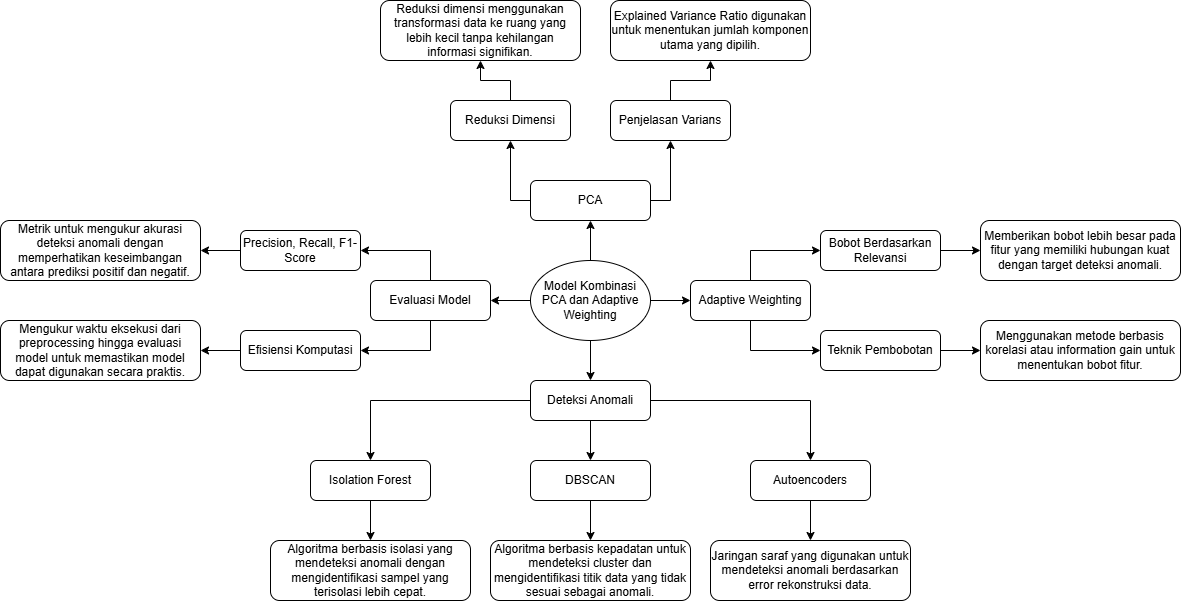 Reduksi dimensi menggunakan
transformasi data ke ruang yang
lebih kecil tanpa kehilangan
informasi signifikan.
Explained Variance Ratio digunakan
untuk menentukan jumlah komponen
utama yang dipilih.
Reduksi Dimensi
Penjelasan Varians
PCA
Metrik untuk mengukur akurasi
deteksi anomali dengan
memperhatikan keseimbangan
antara prediksi positif dan negatif.
Precision, Recall, F1-
Score
Bobot Berdasarkan
Relevansi
Memberikan bobot lebih besar pada
fitur yang memiliki hubungan kuat
dengan target deteksi anomali.
Evaluasi Model
Model Kombinasi
PCA dan Adaptive
Weighting
Adaptive Weighting
Mengukur waktu eksekusi dari
preprocessing hingga evaluasi
model untuk memastikan model
dapat digunakan secara praktis.
Efisiensi Komputasi
Teknik Pembobotan
Menggunakan metode berbasis
korelasi atau information gain untuk
menentukan bobot fitur.
Deteksi Anomali
Isolation Forest
DBSCAN
Autoencoders
Algoritma berbasis isolasi yang
mendeteksi anomali dengan
mengidentifikasi sampel yang
terisolasi lebih cepat.
Algoritma berbasis kepadatan untuk
mendeteksi cluster dan
mengidentifikasi titik data yang tidak
sesuai sebagai anomali.
Jaringan saraf yang digunakan untuk
mendeteksi anomali berdasarkan
error rekonstruksi data.